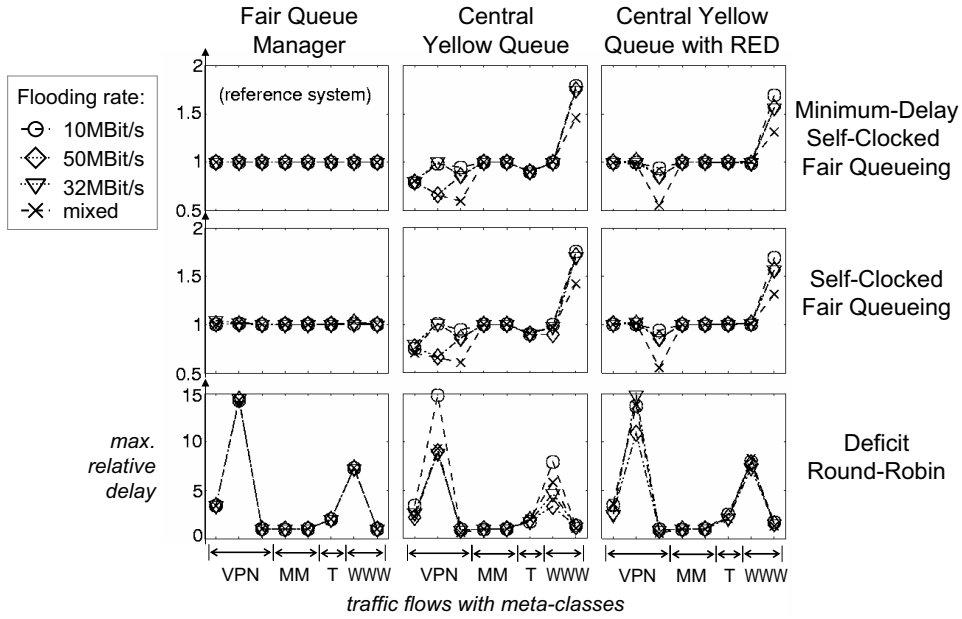 Fair Queue
Manager
Central
Yellow Queue
Central Yellow
Queue with RED
Flooding rate:
10MBit/s
50MBit/s
32MBit/s
mixed
2
1.5
1
0.5
(reference system)
Minimum-Delay
Self-Clocked
Fair Queueing
2
1.5
1
0.5
Self-Clocked
Fair Queueing
15
10
5
0
max.
relative
delay
Deficit
Round-Robin
VPN MM T WWW VPN MM T WWW VPN MM T WWW
traffic flows with meta-classes